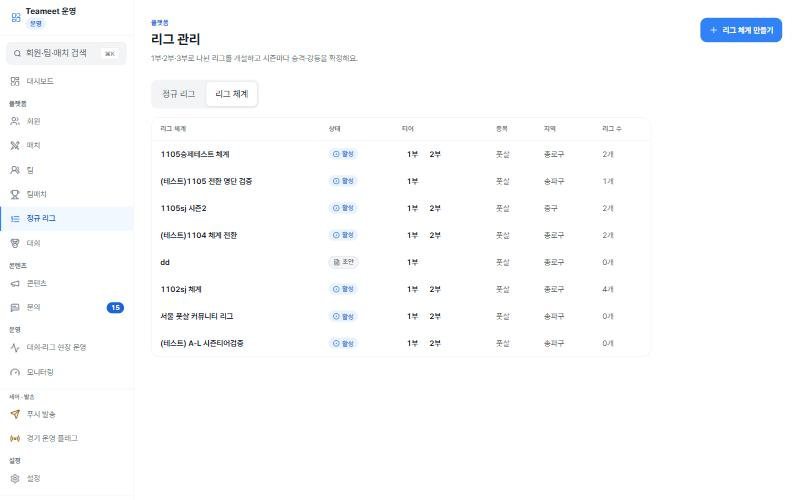 Teameet 운영
운영
회원·팀·매치 검색
⌘K
대시보드
플랫폼
회원
매치
팀
팀매치
정규 리그
대회
콘텐츠
콘텐츠
문의
15
운영
대회·리그 현장 운영
모니터링
제어·발송
푸시 발송
경기 운영 플래그
설정
설정
플랫폼
리그 관리
1부·2부·3부로 나뉜 리그를 개설하고 시즌마다 승격·강등을 확정해요.
+ 리그 체계 만들기
정규 리그 리그 체계
리그 체계 상태 티어 종목 지역 리그 수
1105승제테스트 체계 활성 1부 2부 풋살 종로구 2개
(테스트)1105 전환 명단 검증 활성 1부 풋살 송파구 1개
1105sj 시즌2 활성 1부 2부 풋살 중구 2개
(테스트)1104 체계 전환 활성 1부 2부 풋살 종로구 2개
dd 초안 1부 풋살 종로구 0개
1102sj 체계 활성 1부 2부 풋살 종로구 4개
서울 풋살 커뮤니티 리그 활성 1부 2부 풋살 송파구 0개
(테스트) A-L 시즌티어검증 활성 1부 2부 풋살 송파구 0개